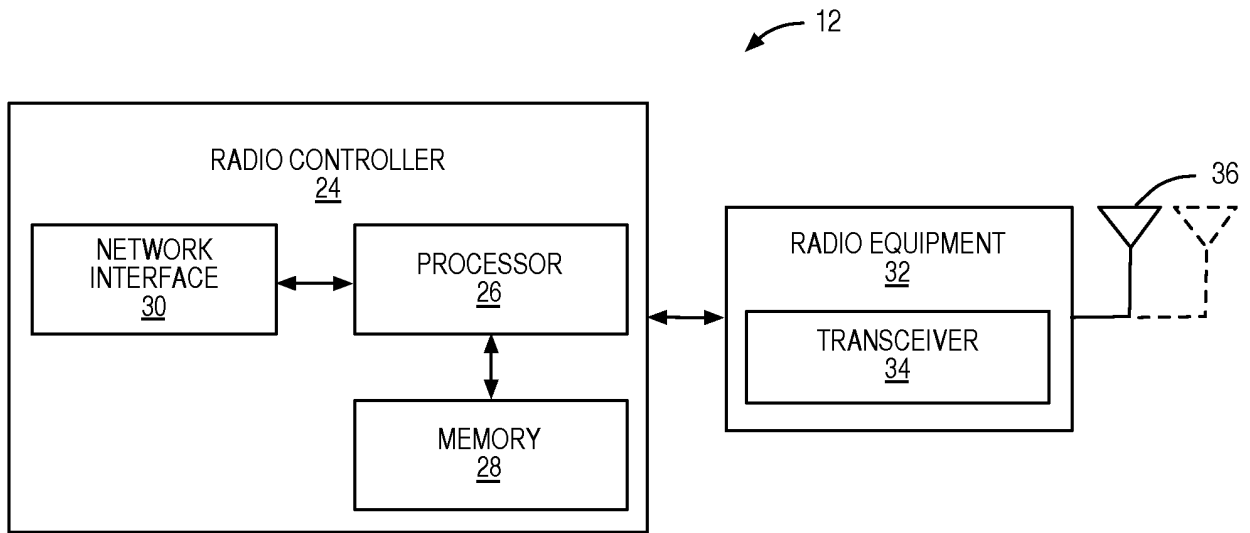 12
RADIO CONTROLLER
24
NETWORK
INTERFACE
30
PROCESSOR
26
MEMORY
28
RADIO EQUIPMENT
32
TRANSCEIVER
34
36